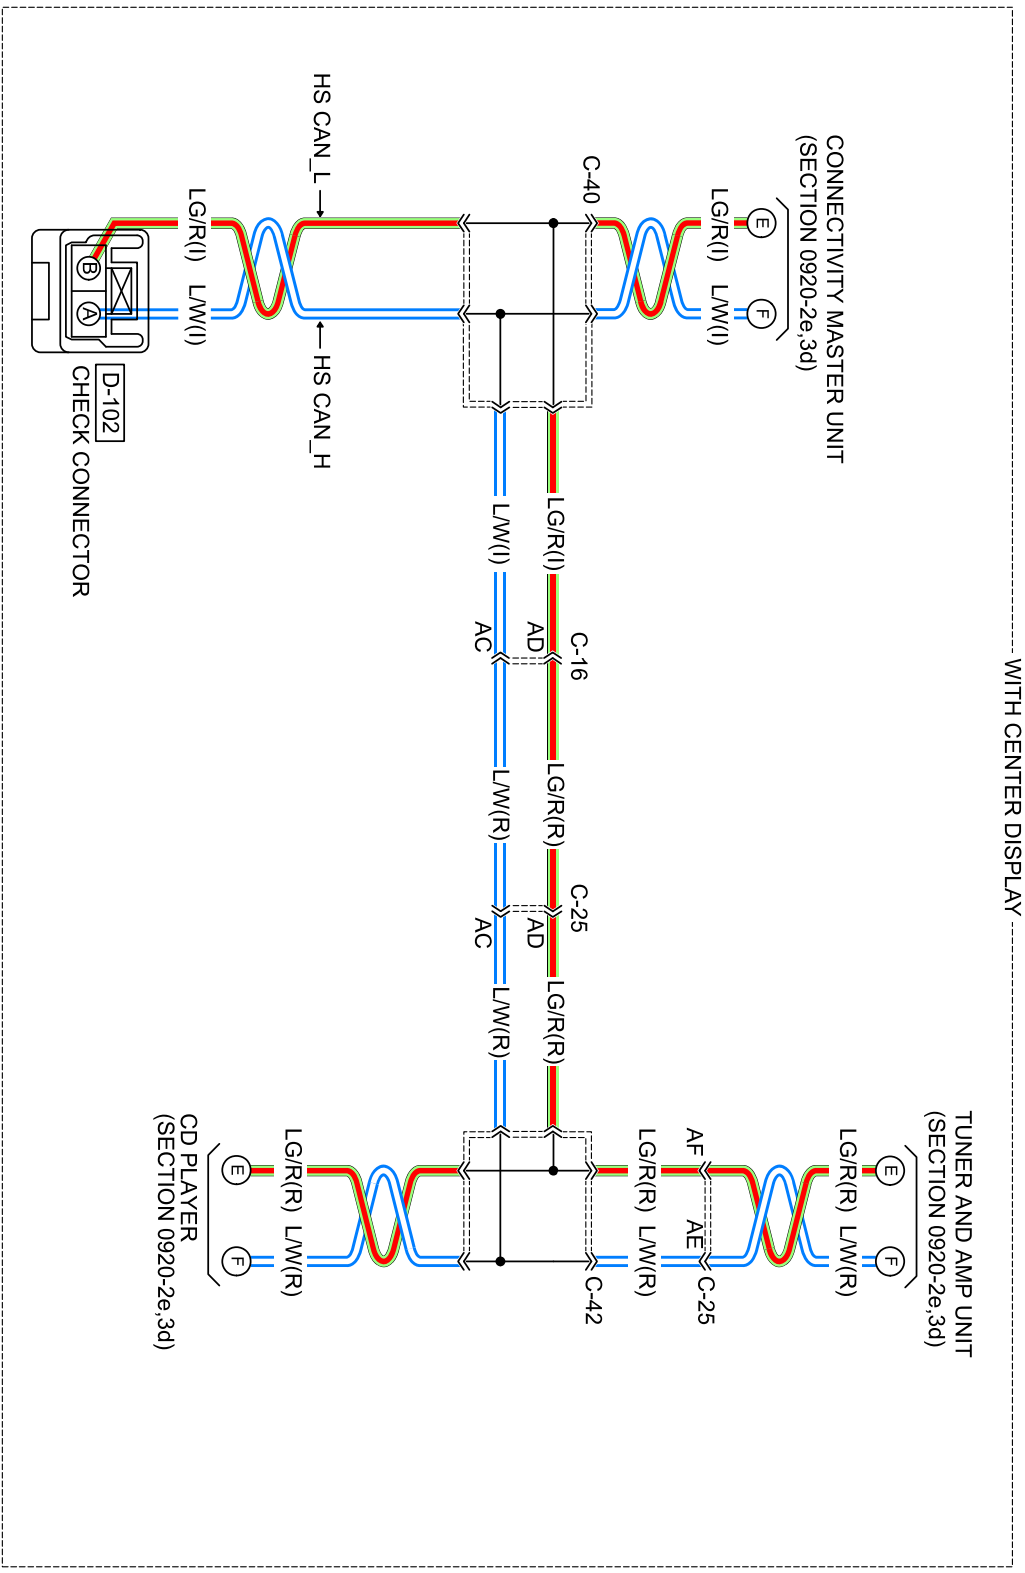 WITH CENTER DISPLAY
CONNECTIVITY MASTER UNIT
(SECTION 0920-2e,3d)
E
F
LG/R(I)
L/W(I)
C-40
HS CAN_L
HS CAN_H
LG/R(I)
L/W(I)
B
A
D-102
CHECK CONNECTOR
LG/R(I)
L/W(I)
C-16
AD
AC
LG/R(R)
L/W(R)
C-25
AD
AC
LG/R(R)
L/W(R)
TUNER AND AMP UNIT
(SECTION 0920-2e,3d)
E
F
LG/R(R)
L/W(R)
AF
AE
C-25
LG/R(R)
L/W(R)
C-42
LG/R(R)
L/W(R)
E
F
CD PLAYER
(SECTION 0920-2e,3d)